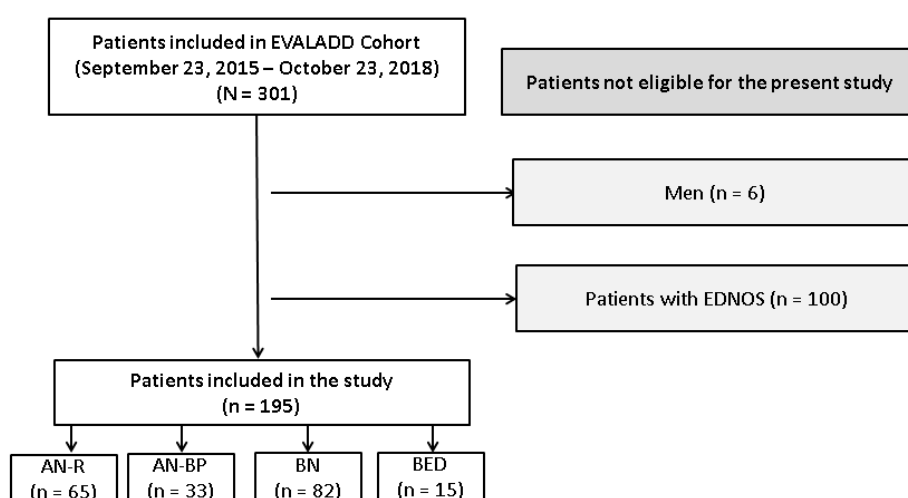 Patients included in EVALADD Cohort
(September 23, 2015 – October 23, 2018)
(N = 301)
Patients not eligible for the present study
Men (n = 6)
Patients with EDNOS (n = 100)
Patients included in the study
(n = 195)
AN-R
(n = 65)
AN-BP
(n = 33)
BN
(n = 82)
BED
(n = 15)